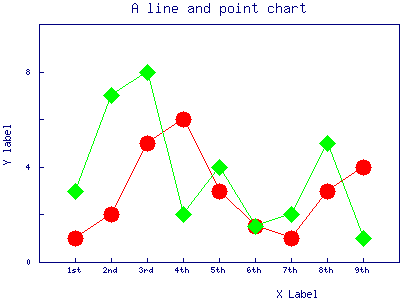 A line and point chart
Y label
8
4
0
1st 2nd 3rd 4th 5th 6th 7th 8th 9th
X Label